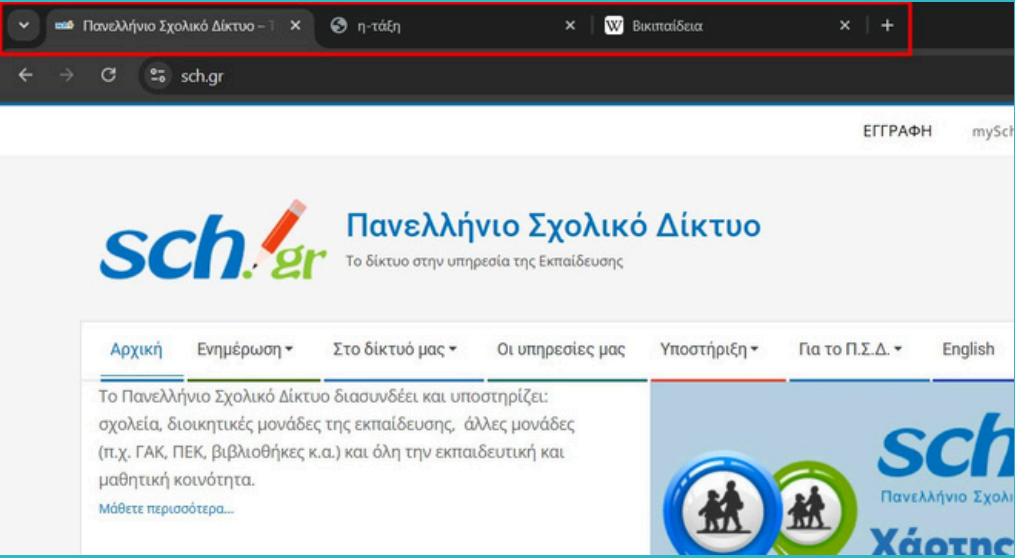 Πανελλήνιο Σχολικό Δίκτυο – Τ
η-τάξη
W Βικιπαίδεια
sch.gr
ΕΓΓΡΑΦΗ mySch
sch.gr
Πανελλήνιο Σχολικό Δίκτυο
Το δίκτυο στην υπηρεσία της Εκπαίδευσης
Αρχική Ενημέρωση Στο δίκτυό μας Οι υπηρεσίες μας Υποστήριξη Για το Π.Σ.Δ. English
Το Πανελλήνιο Σχολικό Δίκτυο διασυνδέει και υποστηρίζει:
σχολεία, διοικητικές μονάδες της εκπαίδευσης, άλλες μονάδες
(π.χ. ΓΑΚ, ΠΕΚ, βιβλιοθήκες κ.α.) και όλη την εκπαιδευτική και
μαθητική κοινότητα.
Μάθετε περισσότερα...
sch
Πανελλήνιο Σχολι
Χάρτης